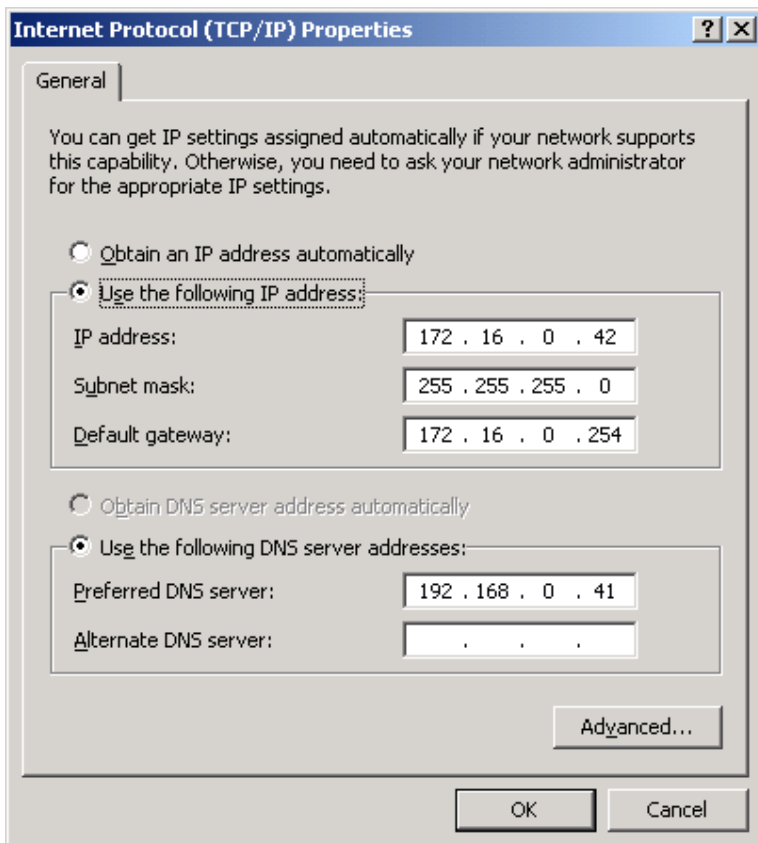 Internet Protocol (TCP/IP) Properties
General
You can get IP settings assigned automatically if your network supports
this capability. Otherwise, you need to ask your network administrator
for the appropriate IP settings.
Obtain an IP address automatically
Use the following IP address:
IP address: 172 . 16 . 0 . 42
Subnet mask: 255 . 255 . 255 . 0
Default gateway: 172 . 16 . 0 . 254
Obtain DNS server address automatically
Use the following DNS server addresses:
Preferred DNS server: 192 . 168 . 0 . 41
Alternate DNS server: . . .
Advanced...
OK Cancel